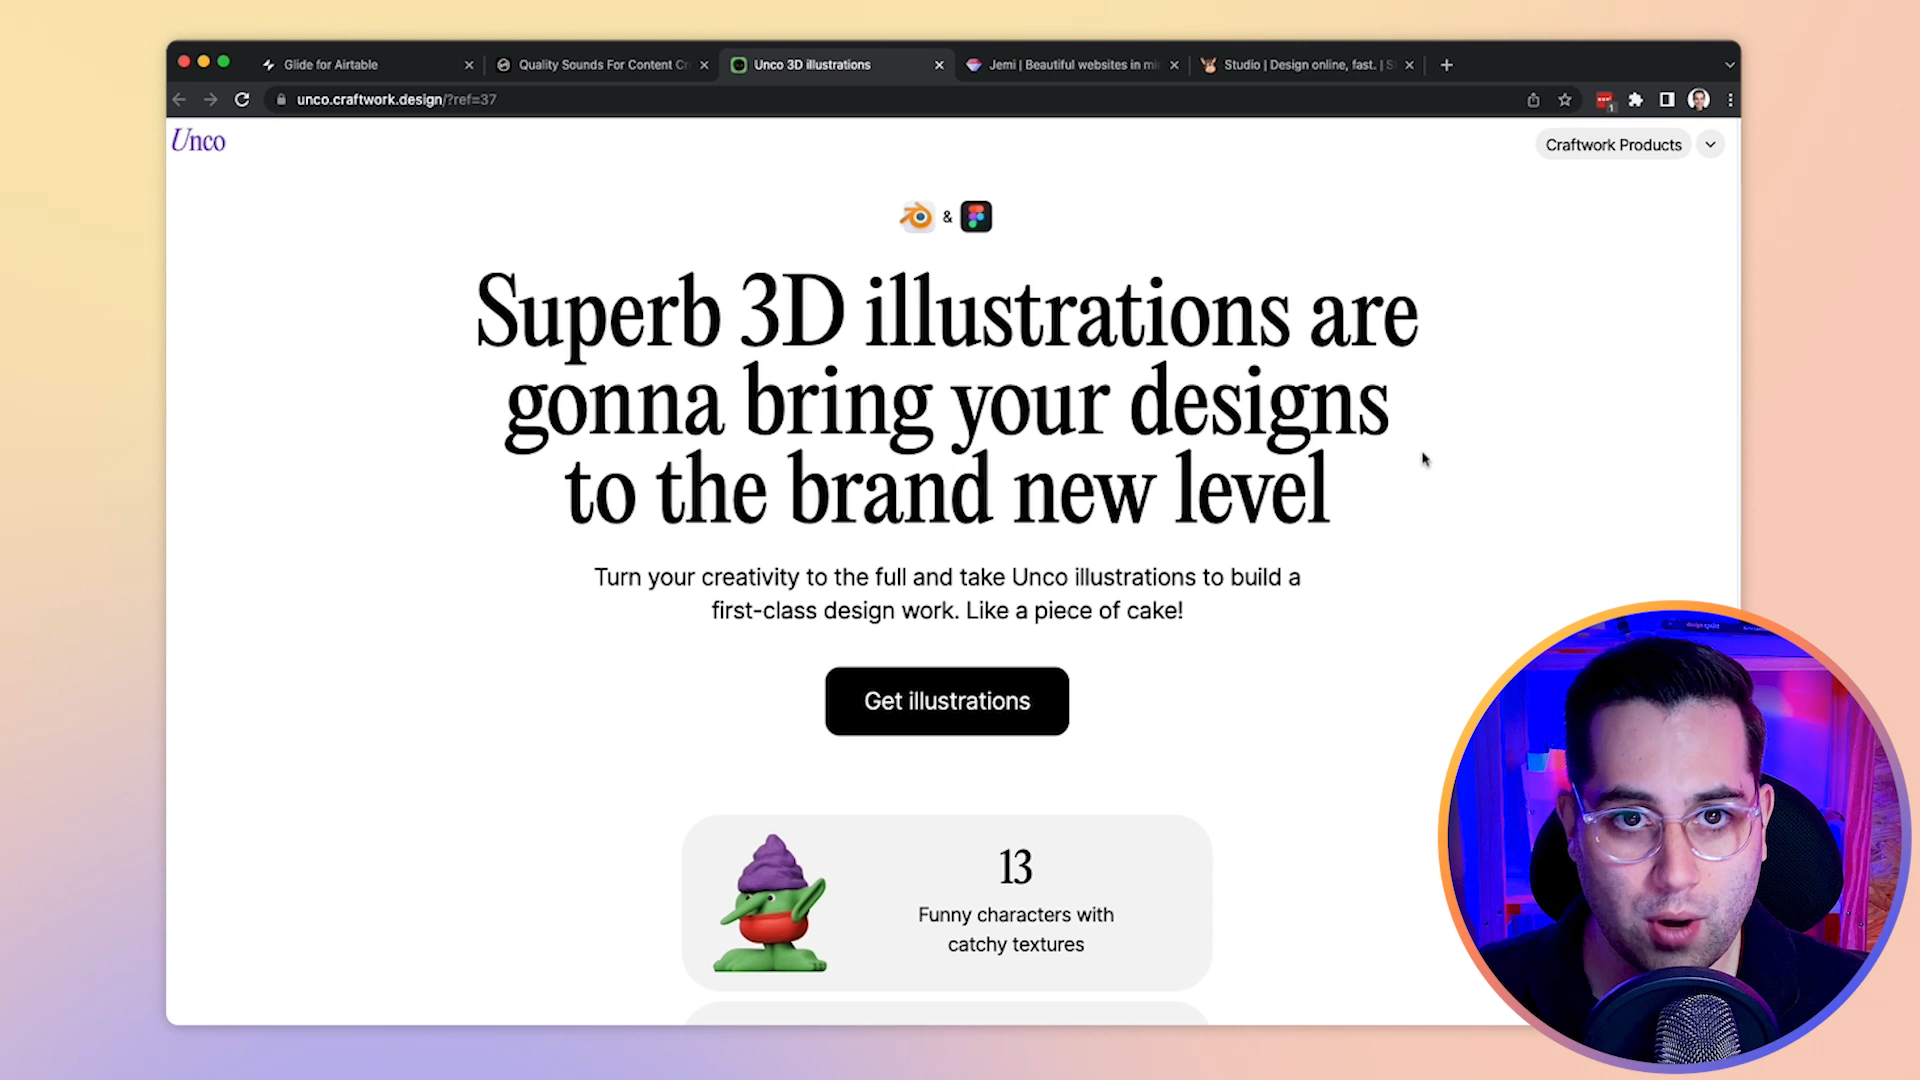 Glide for Airtable
Quality Sounds For Content Cr
Unco 3D illustrations
Jemi | Beautiful websites in mi
Studio | Design online, fast. | S
unco.craftwork.design/?ref=37
1
Unco
Craftwork Products
&
Superb 3D illustrations are
gonna bring your designs
to the brand new level
Turn your creativity to the full and take Unco illustrations to build a
first-class design work. Like a piece of cake!
Get illustrations
13
Funny characters with
catchy textures